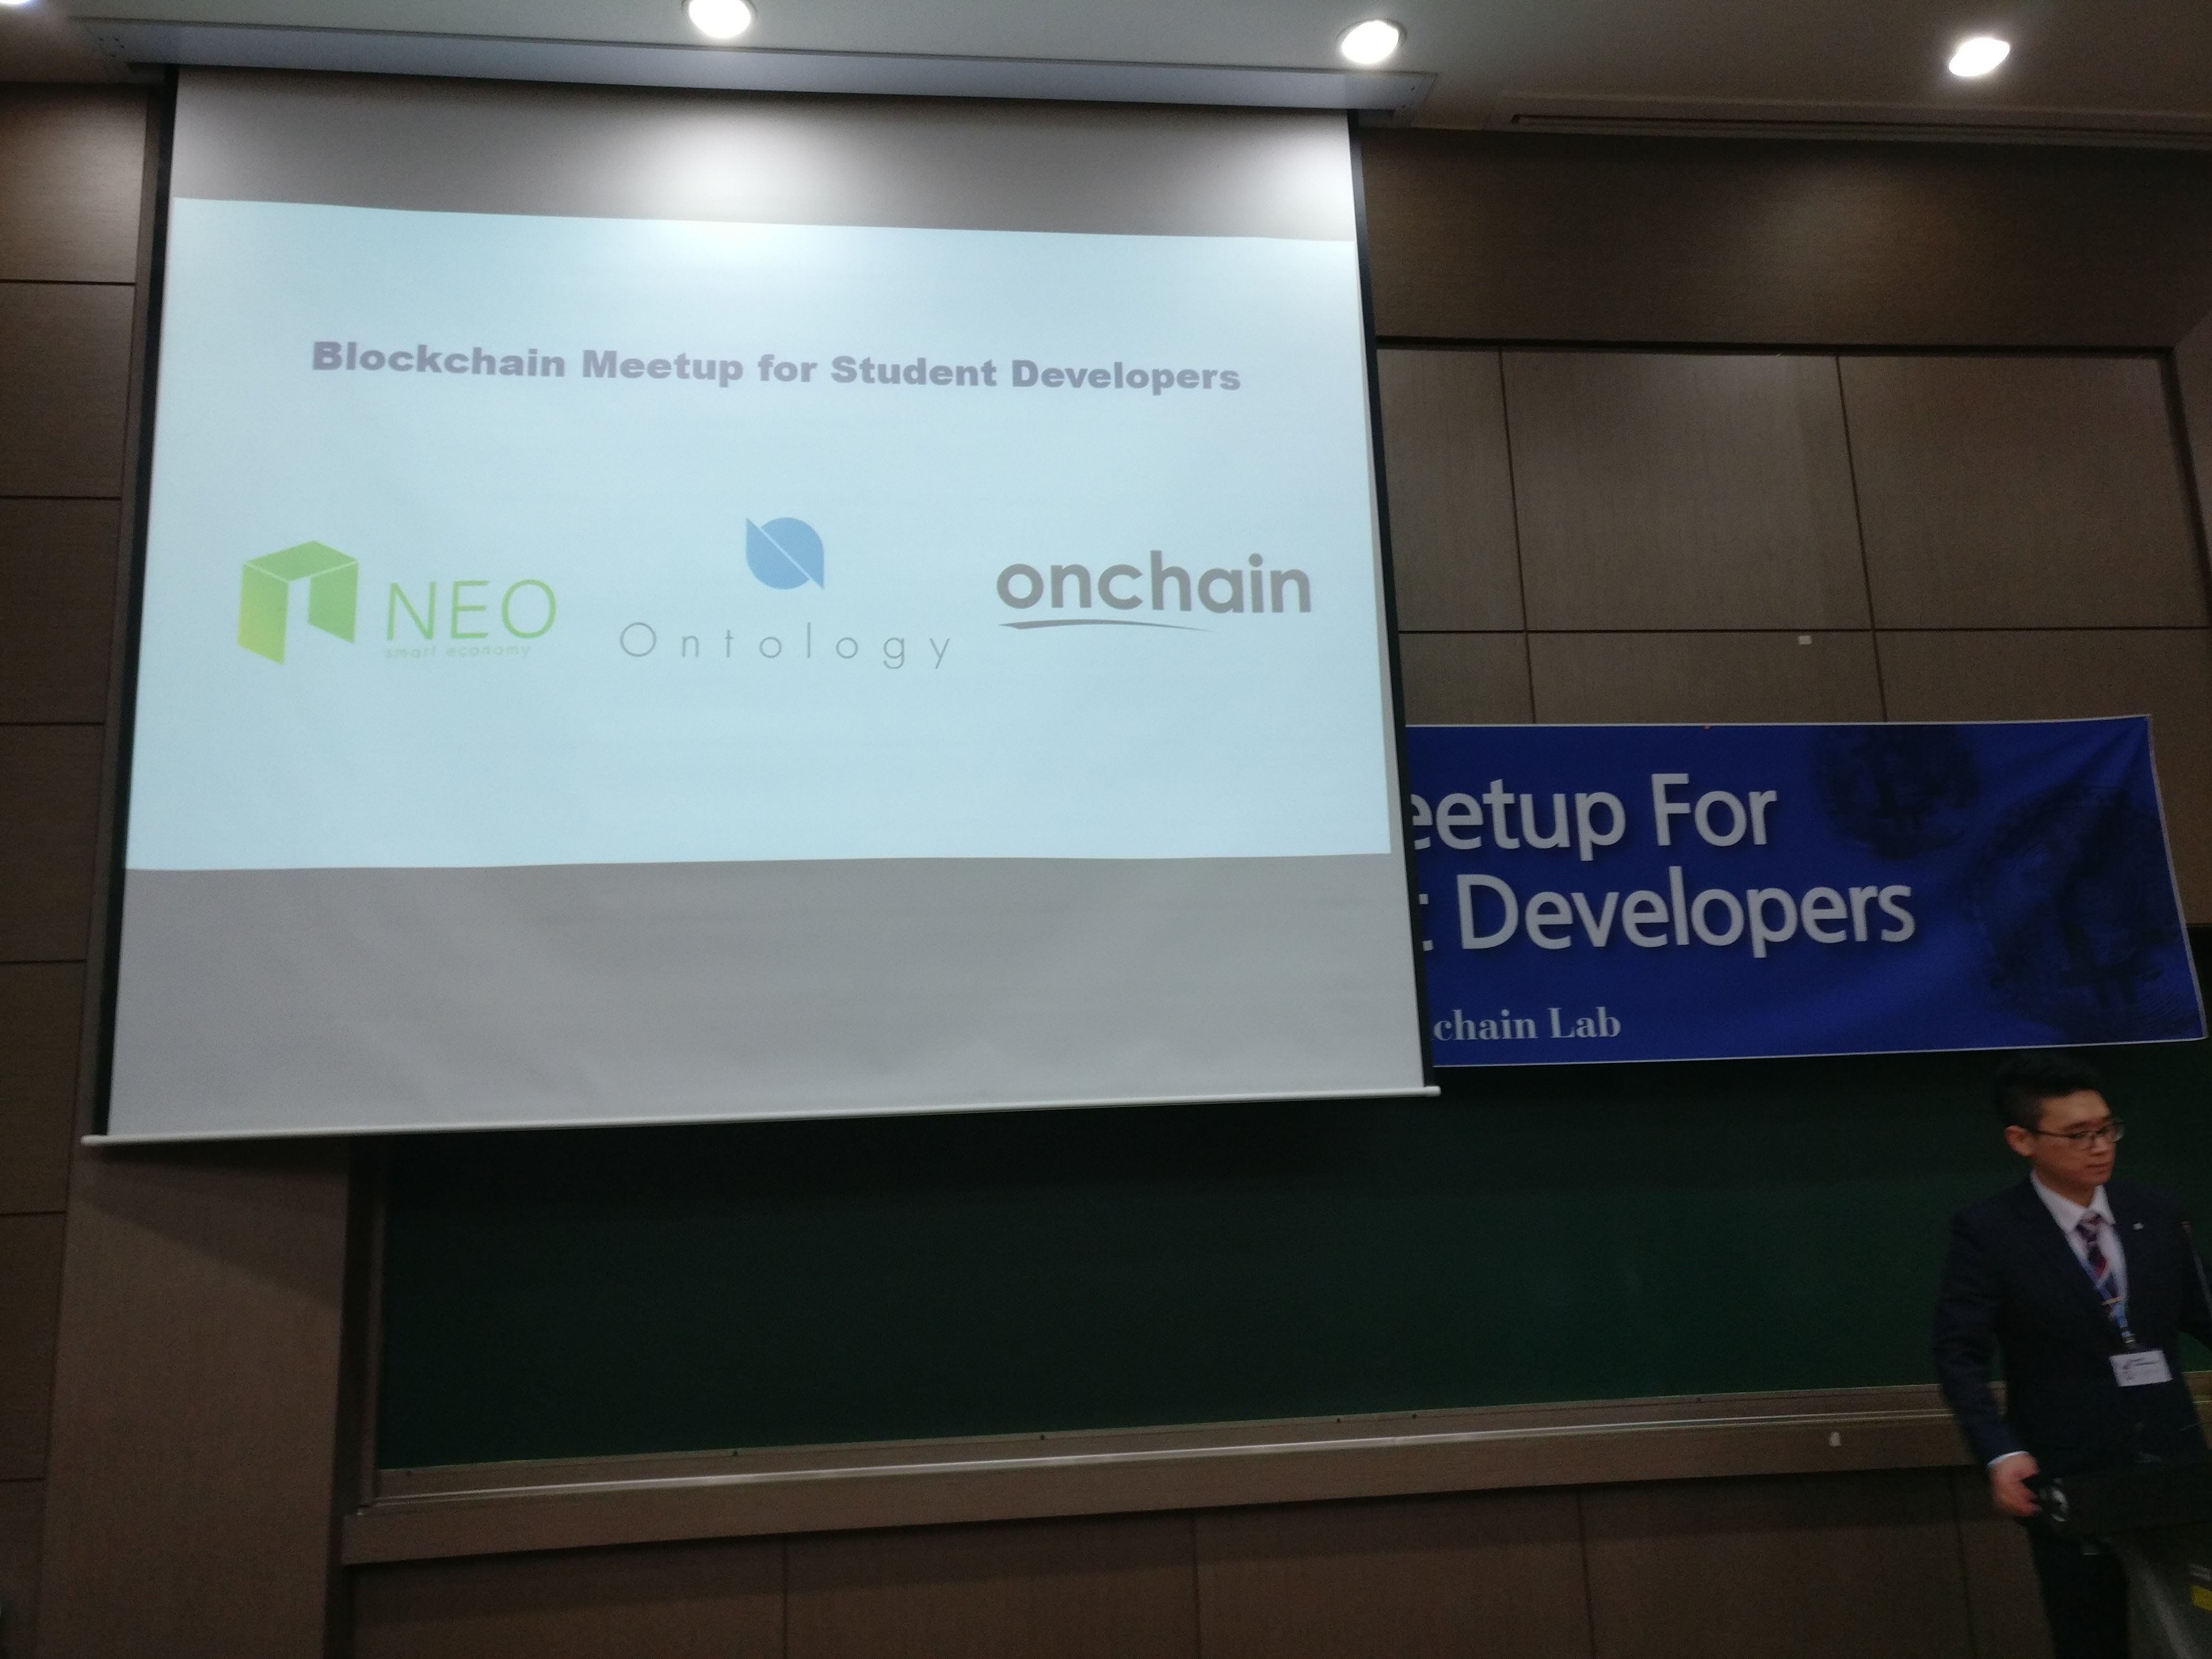 Blockchain Meetup for Student Developers
NEO
smart economy
Ontology
onchain
eetup For
t Developers
chain Lab